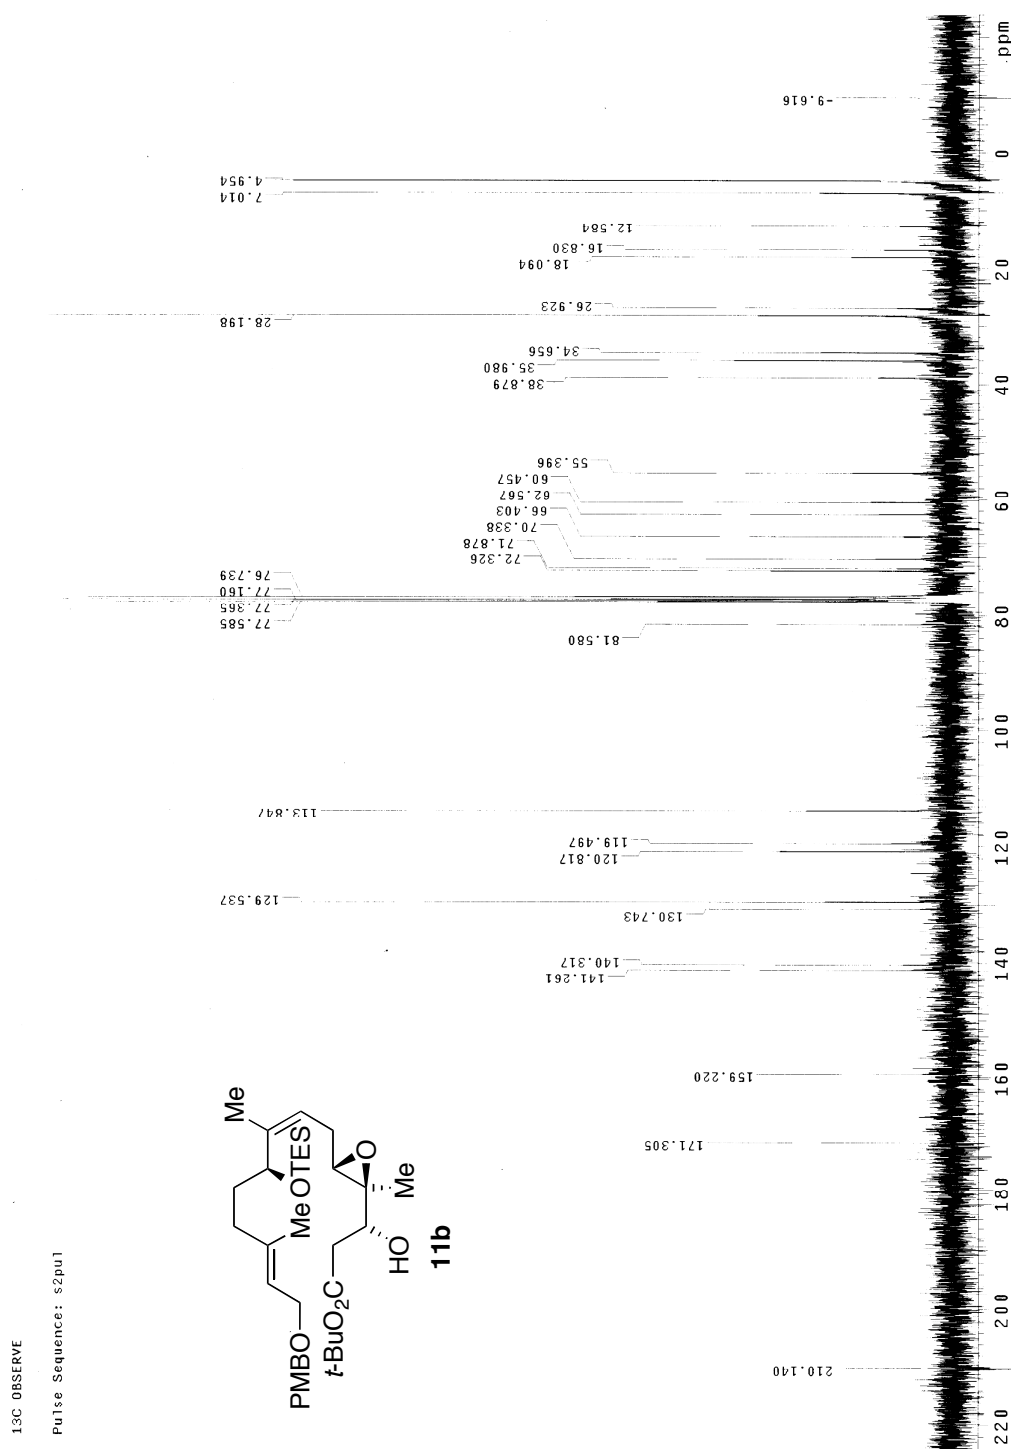 13C OBSERVE
Pulse Sequence: s2pul
210.140
171.305
159.220
141.261
140.317
130.743
129.537
120.817
119.497
113.847
81.580
77.585
77.365
77.160
76.739
72.326
71.878
70.338
66.403
62.567
60.457
55.396
38.879
35.980
34.656
28.198
26.923
18.094
16.830
12.584
7.014
4.954
-9.616
Me
OTES
Me
O
Me
HO
PMBO
t-BuO2C
11b
220 200 180 160 140 120 100 80 60 40 20 0 ppm